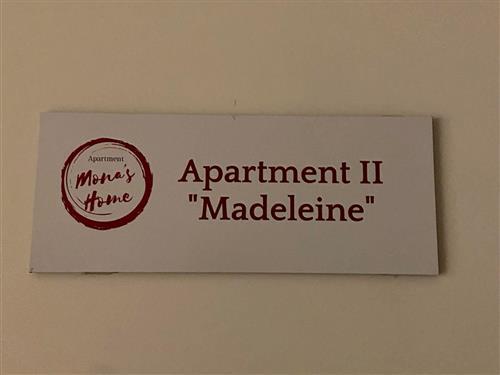 Apartment
Mona's
Home
Apartment II
"Madeleine"